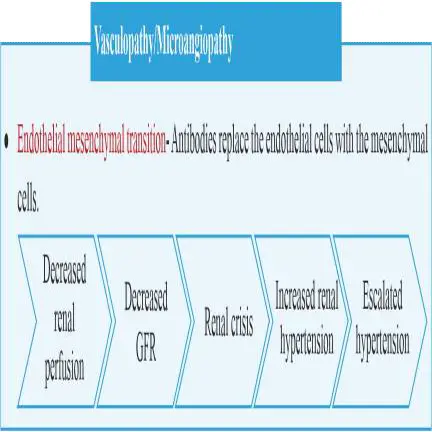 Vasculopathy/Microangiopathy
• Endothelial mesenchymal transition- Antibodies replace the endothelial cells with the mesenchymal
cells.
Decreased
renal
perfusion
Decreased
GFR
Renal crisis
Increased renal
hypertension
Escalated
hypertension